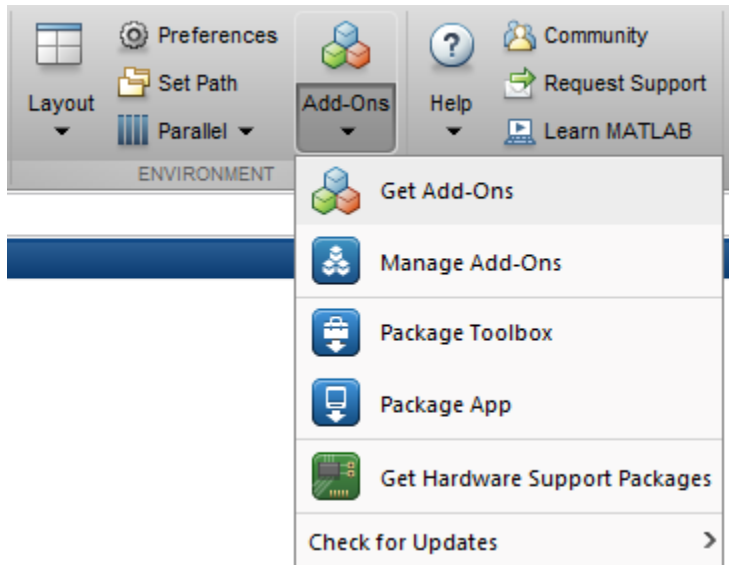 Preferences
Community
Set Path
Request Support
Layout
Add-Ons
Help
Parallel
Learn MATLAB
ENVIRONMENT
Get Add-Ons
Manage Add-Ons
Package Toolbox
Package App
Get Hardware Support Packages
Check for Updates